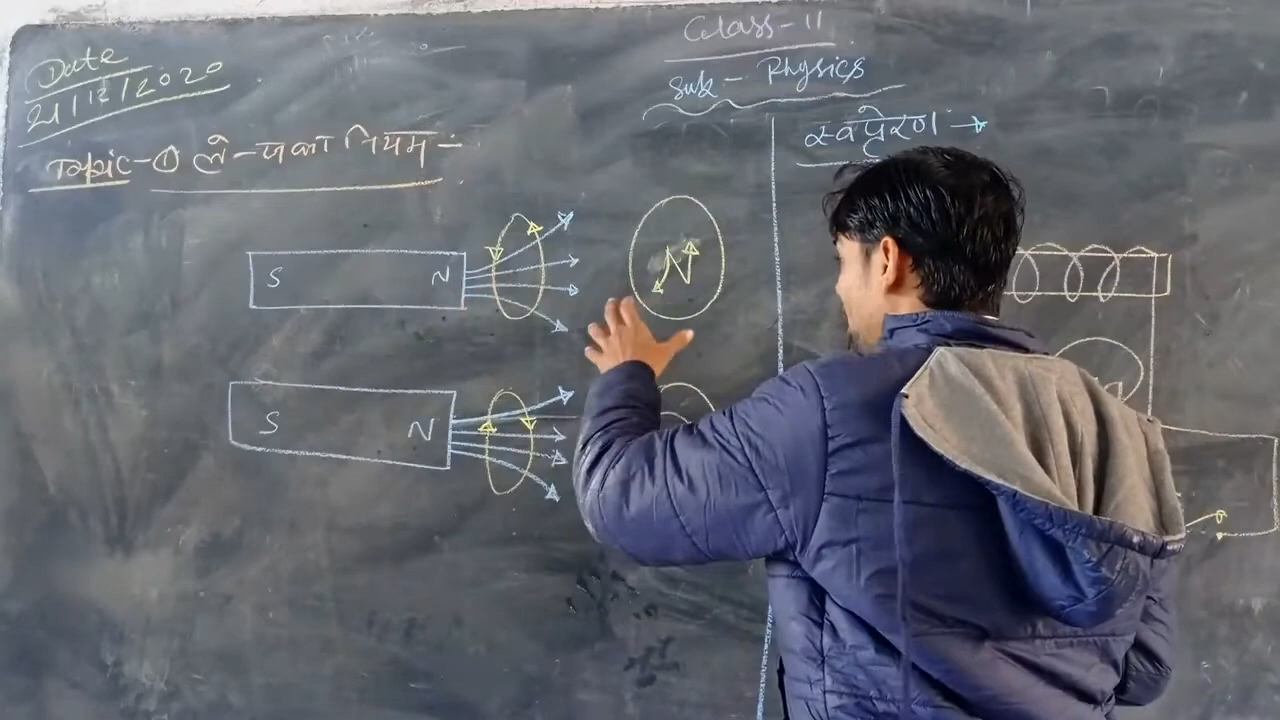 Date
21/12/2020
Class-11
Sub - Physics
Topic-① लेन्ज का नियम -
स्वप्रेरण →
S N
N
S N